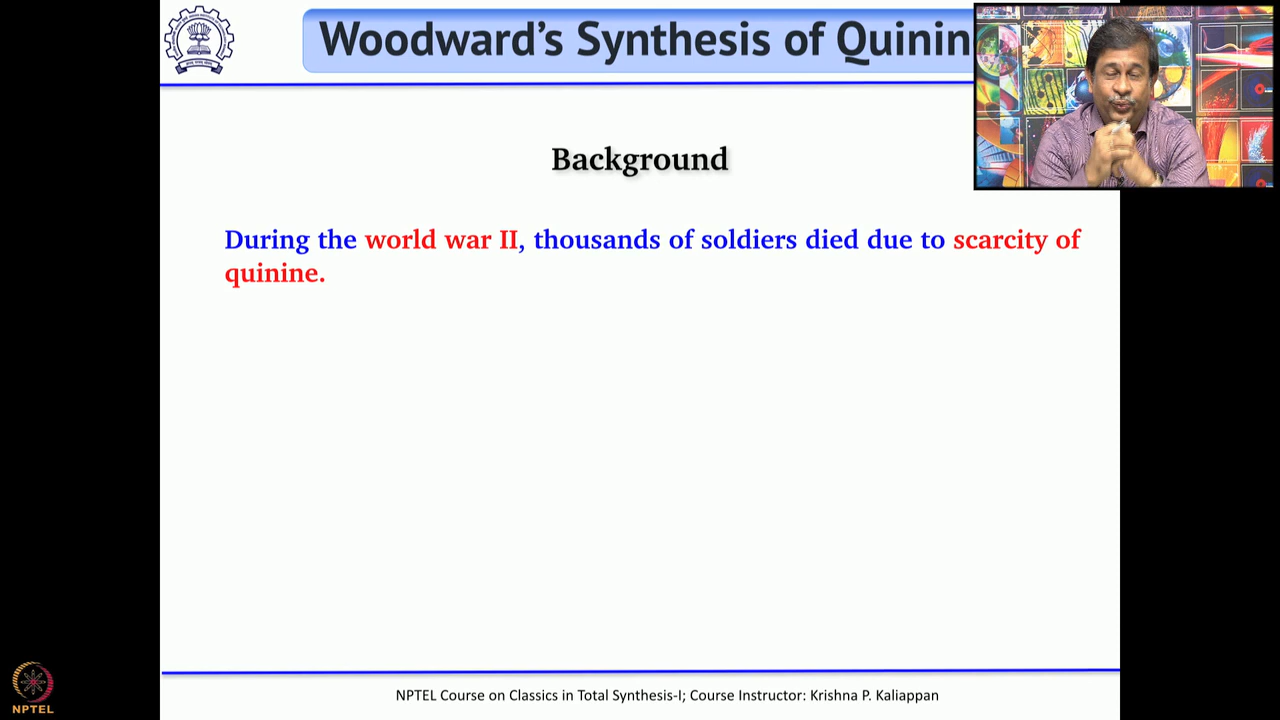 Woodward's Synthesis of Quinin
Background
During the world war II, thousands of soldiers died due to scarcity of
quinine.
NPTEL Course on Classics in Total Synthesis-I; Course Instructor: Krishna P. Kaliappan
NPTEL